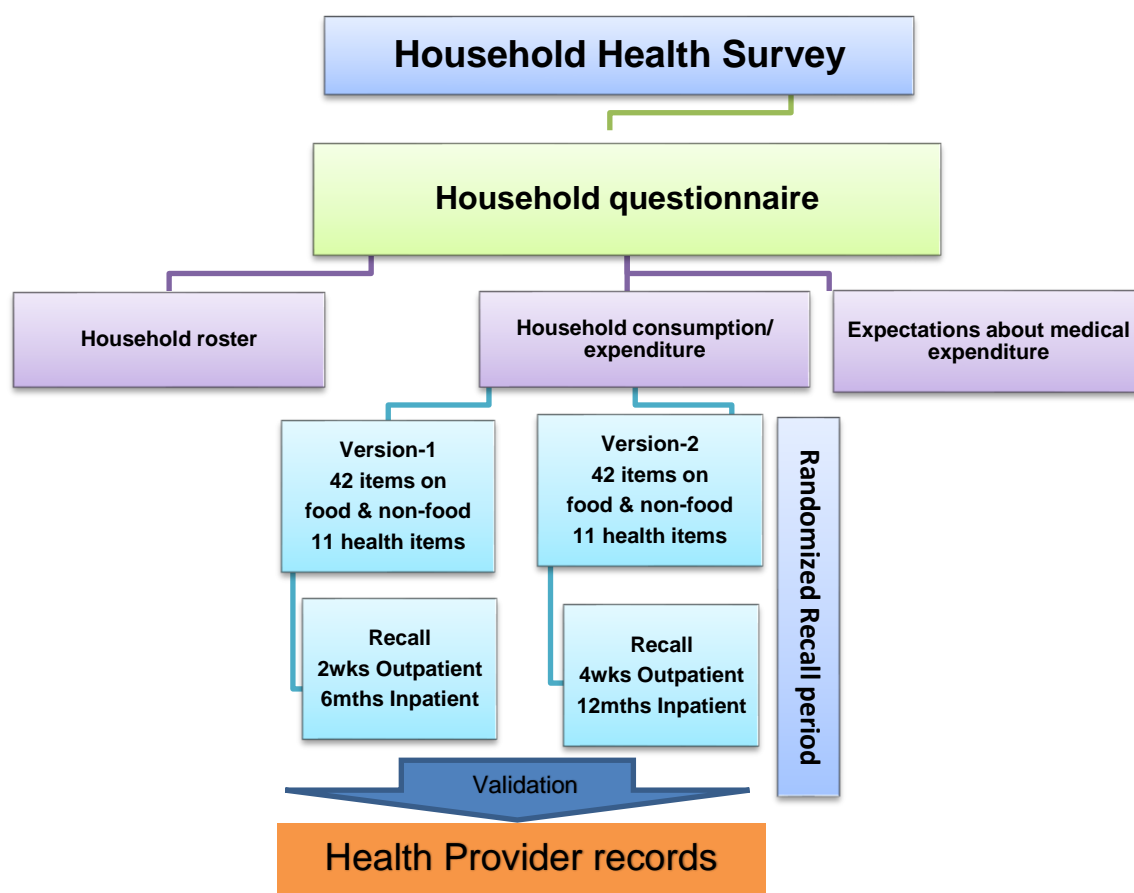 Household Health Survey
Household questionnaire
Household roster
Household consumption/
expenditure
Expectations about medical
expenditure
Version-1
42 items on
food & non-food
11 health items
Version-2
42 items on
food & non-food
11 health items
Randomized Recall period
Recall
2wks Outpatient
6mths Inpatient
Recall
4wks Outpatient
12mths Inpatient
Validation
Health Provider records